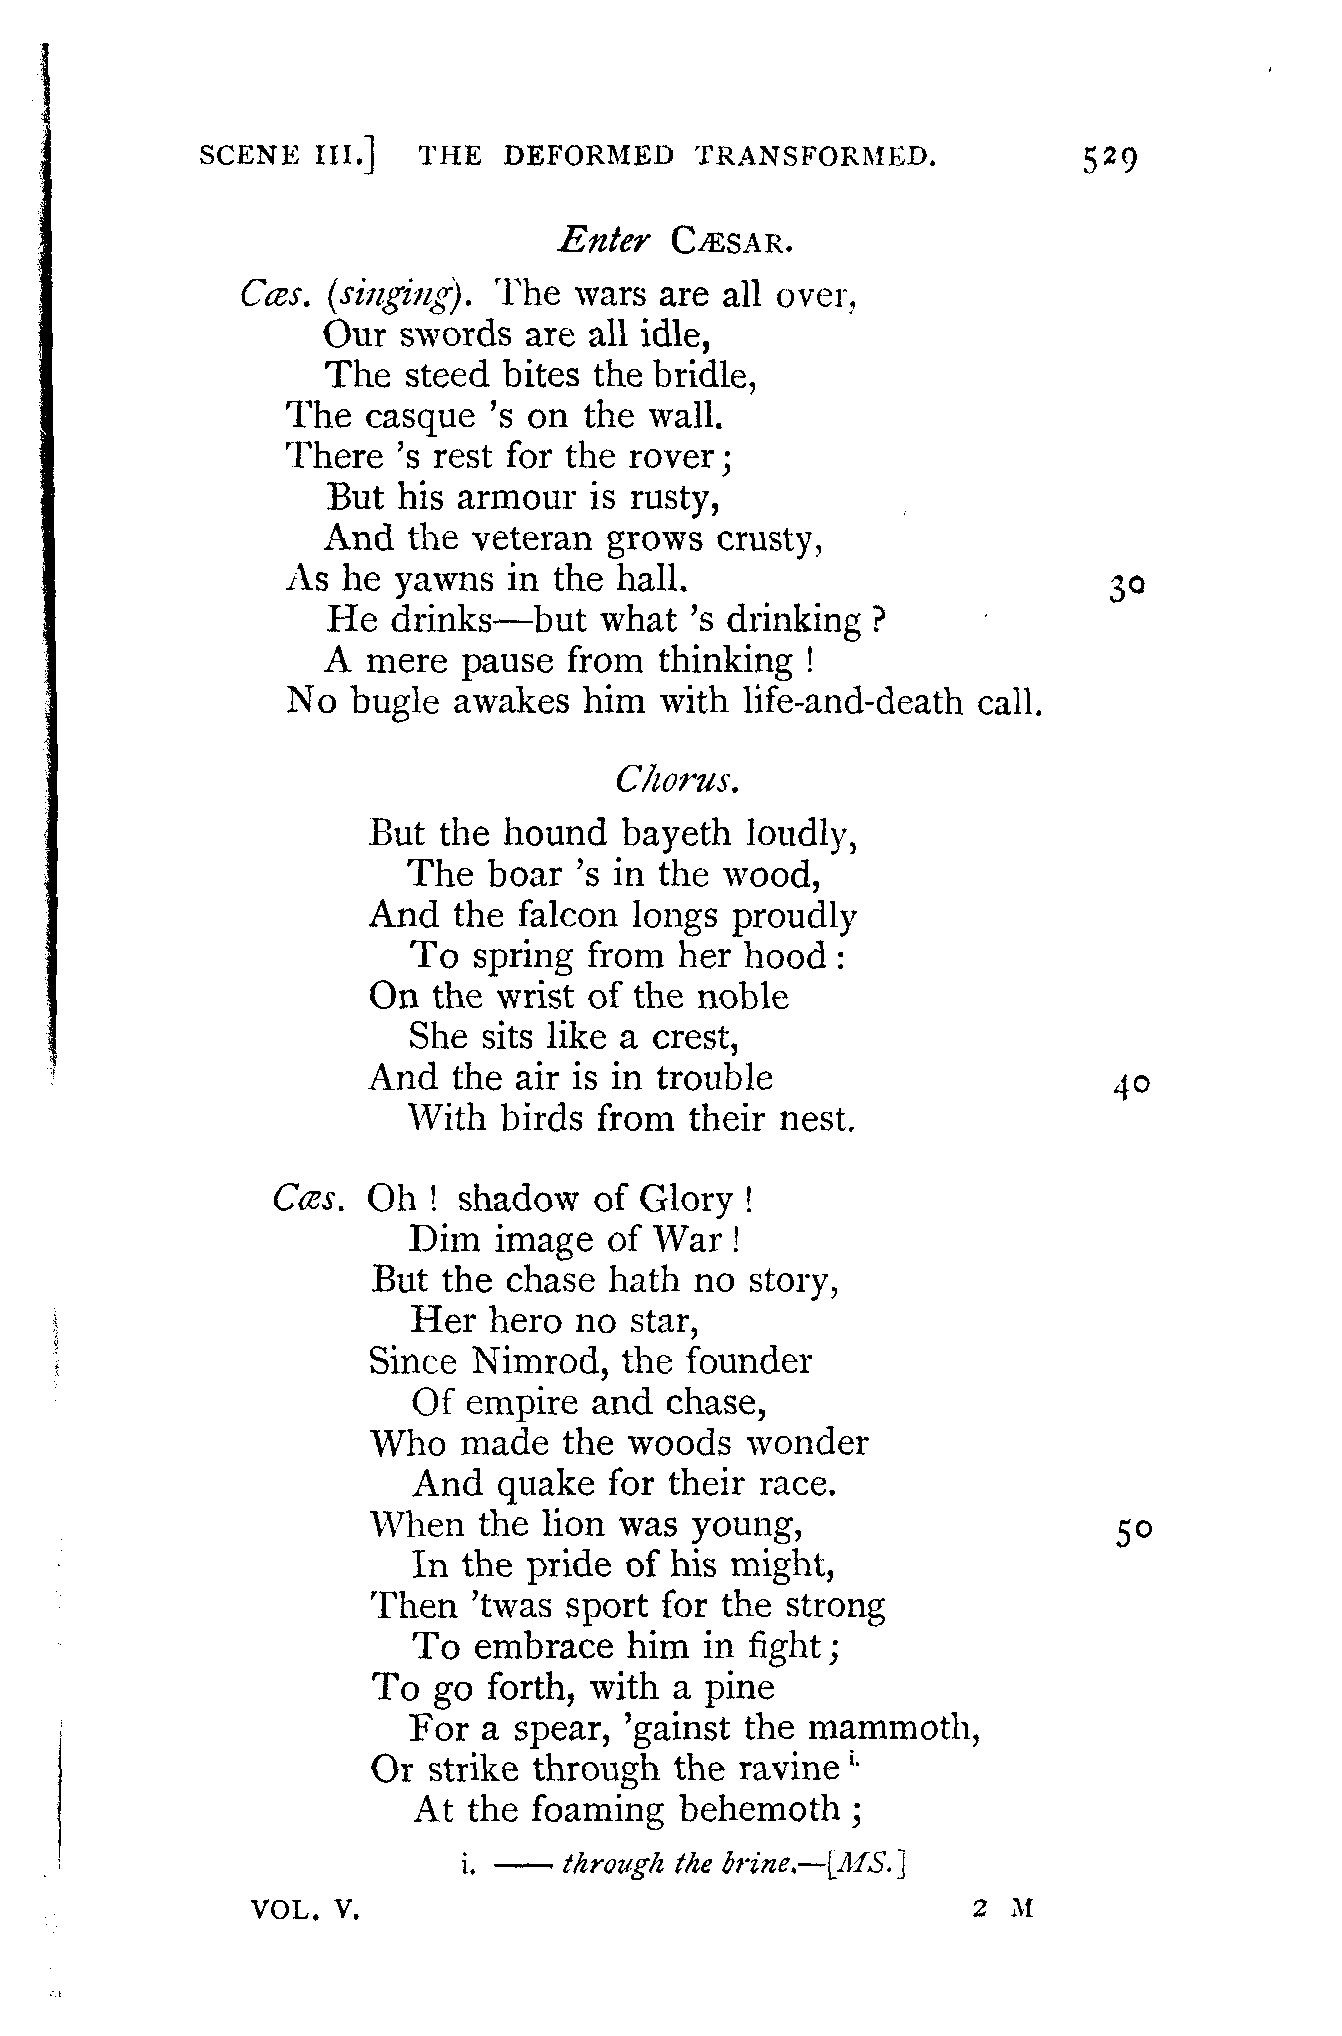 SCENE III.] THE DEFORMED TRANSFORMED. 529
Enter CÆSAR.
Cæs. (singing). The wars are all over,
Our swords are all idle,
The steed bites the bridle,
The casque 's on the wall.
There 's rest for the rover;
But his armour is rusty,
And the veteran grows crusty,
As he yawns in the hall. 30
He drinks—but what 's drinking?
A mere pause from thinking!
No bugle awakes him with life-and-death call.
Chorus.
But the hound bayeth loudly,
The boar 's in the wood,
And the falcon longs proudly
To spring from her hood:
On the wrist of the noble
She sits like a crest,
And the air is in trouble 40
With birds from their nest.
Cæs. Oh! shadow of Glory!
Dim image of War!
But the chase hath no story,
Her hero no star,
Since Nimrod, the founder
Of empire and chase,
Who made the woods wonder
And quake for their race.
When the lion was young, 50
In the pride of his might,
Then 'twas sport for the strong
To embrace him in fight;
To go forth, with a pine
For a spear, 'gainst the mammoth,
Or strike through the ravine i.
At the foaming behemoth;
i. —— through the brine.—[MS.]
VOL. V. 2 M